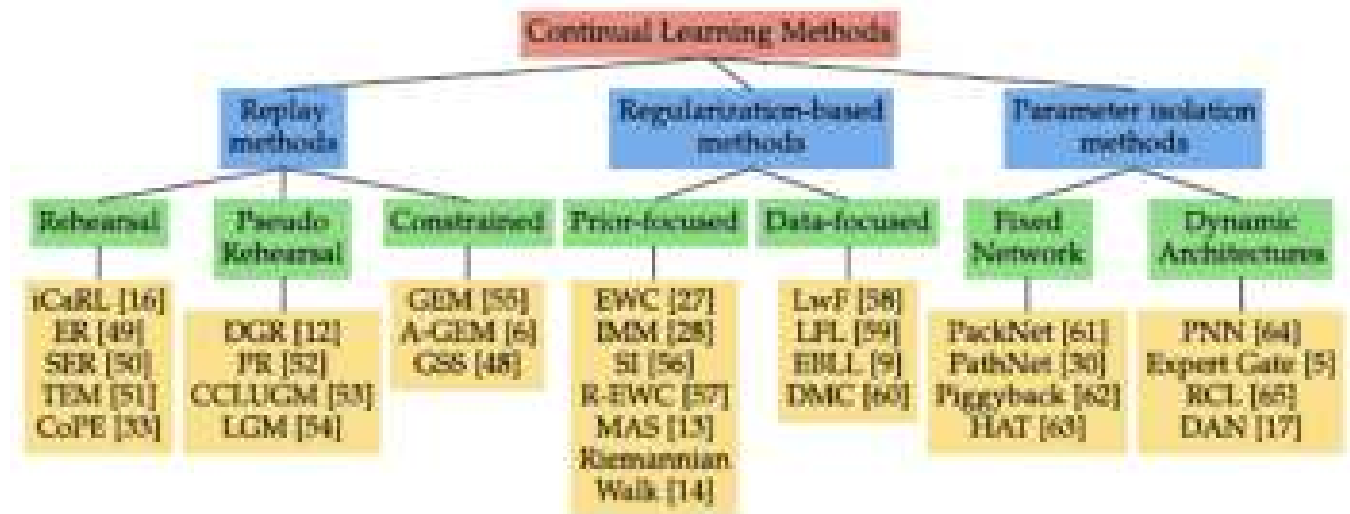 Continual Learning Methods
Replay
methods
Regularization-based
methods
Parameter isolation
methods
Rehearsal
Pseudo
Rehearsal
Constrained
Prior-focused
Data-focused
Fixed
Network
Dynamic
Architectures
iCaRL [16]
ER [49]
SER [50]
TEM [51]
CoPE [33]
DGR [12]
PR [52]
CCLUGM [53]
LGM [54]
GEM [55]
A-GEM [6]
GSS [48]
EWC [27]
IMM [28]
SI [56]
R-EWC [57]
MAS [13]
Riemannian
Walk [14]
LwF [58]
LFL [59]
EBLL [9]
DMC [60]
PackNet [61]
PathNet [30]
Piggyback [62]
HAT [63]
PNN [64]
Expert Gate [5]
RCL [65]
DAN [17]